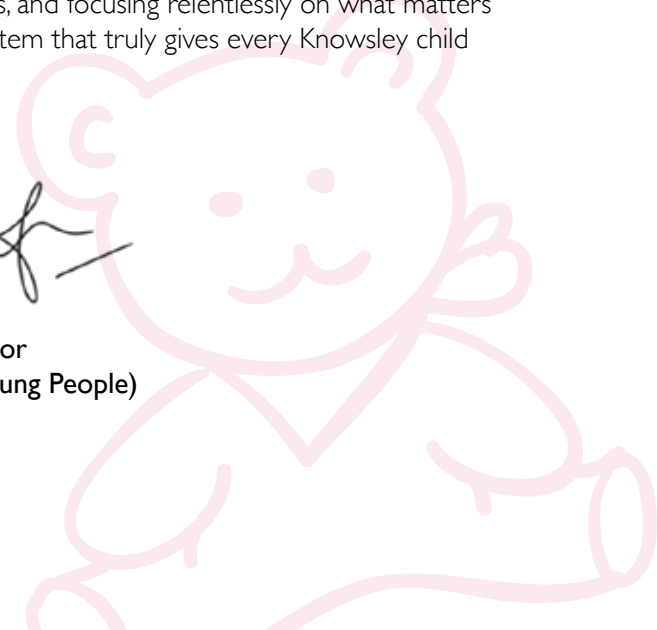 s, and focusing relentlessly on what matters
tem that truly gives every Knowsley child
or
ung People)